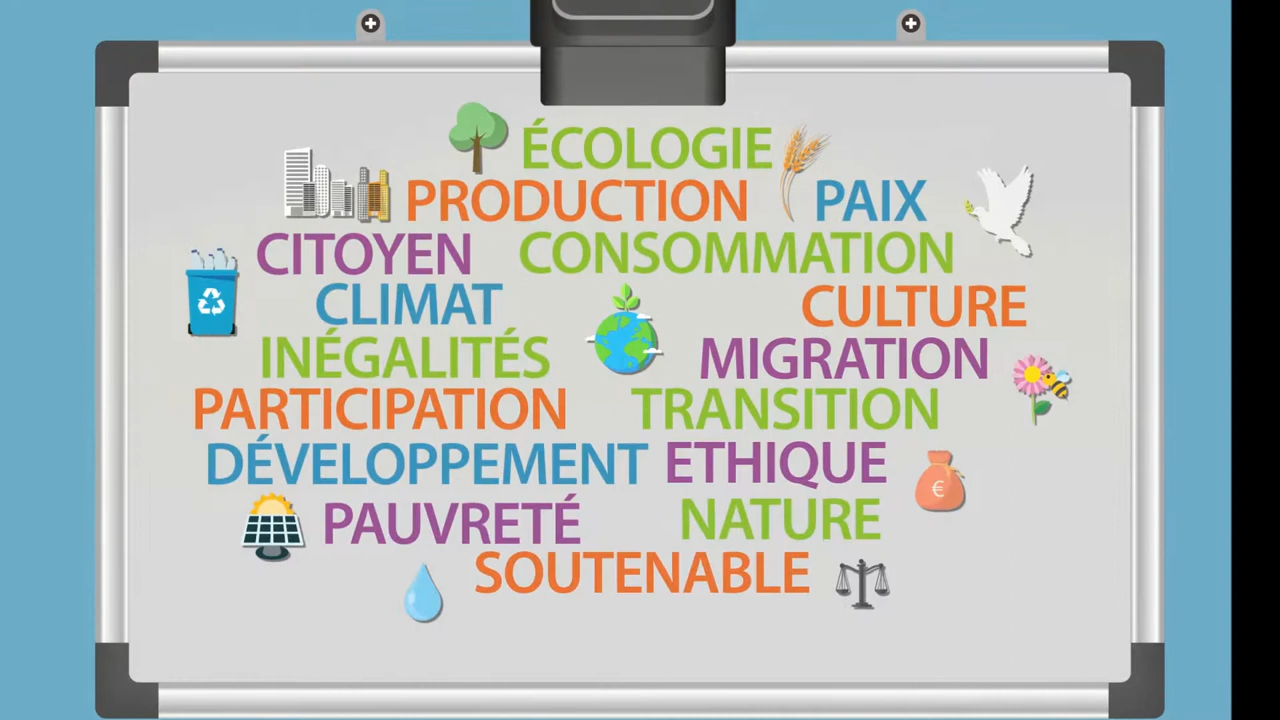 ÉCOLOGIE
PRODUCTION PAIX
CITOYEN CONSOMMATION
CLIMAT CULTURE
INÉGALITÉS MIGRATION
PARTICIPATION TRANSITION
DÉVELOPPEMENT ETHIQUE
€
PAUVRETÉ NATURE
SOUTENABLE